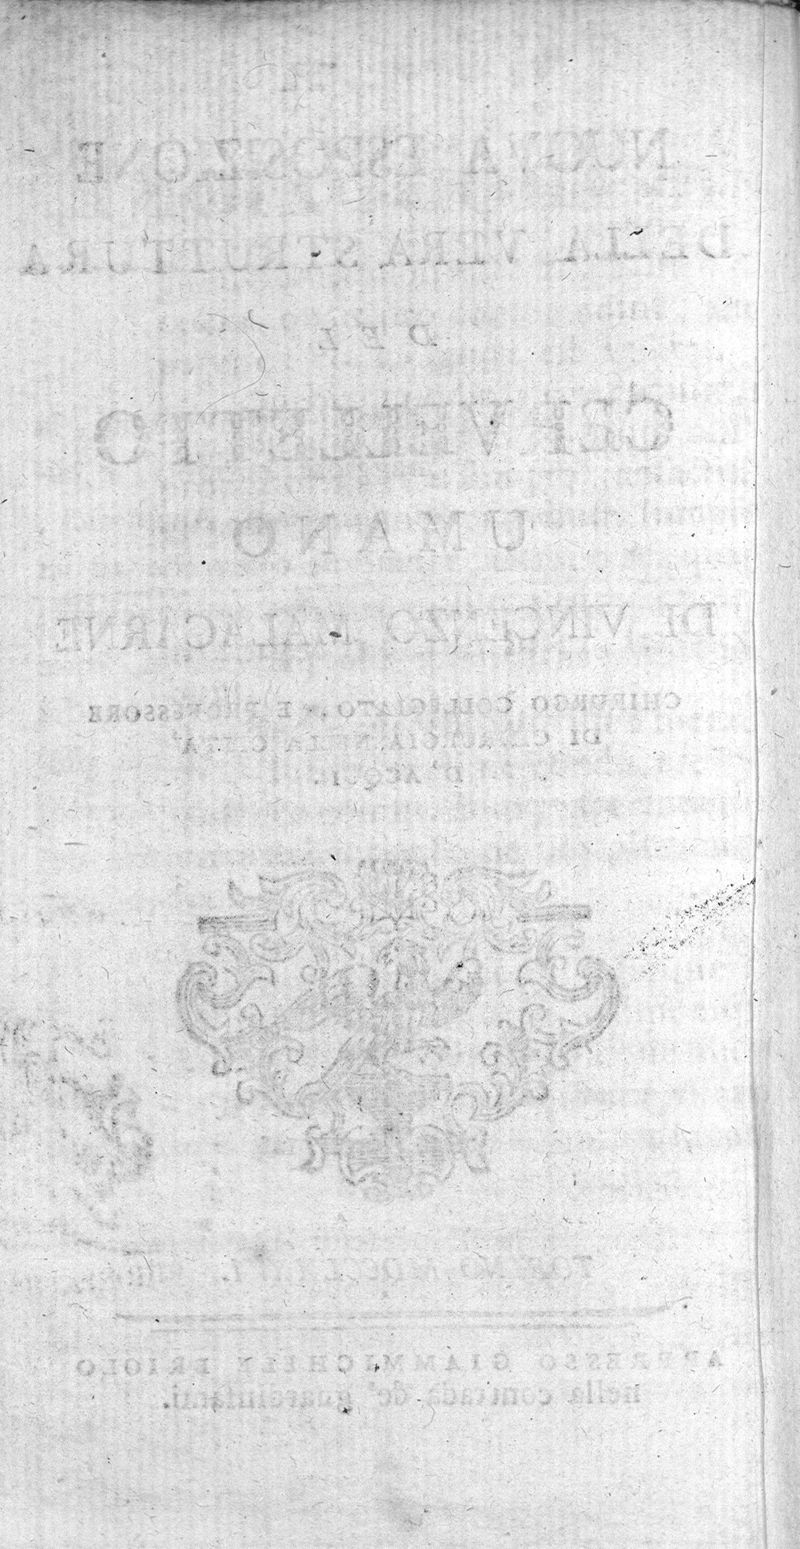 NUOVA ESPOSIZIONE
DELLA VERA STRUTTURA
DEL
CERVELLETTO
UMANO
DI VINCENZO MALACARNE
CHIRURGO COLLEGIATO, E PROFESSORE
DI CHIRURGIA NELLA CITTA'
D'ACQUI.
TORINO
APPRESSO GIAMMICHELE BRIOLO
nella contrada de' guardinfanti.